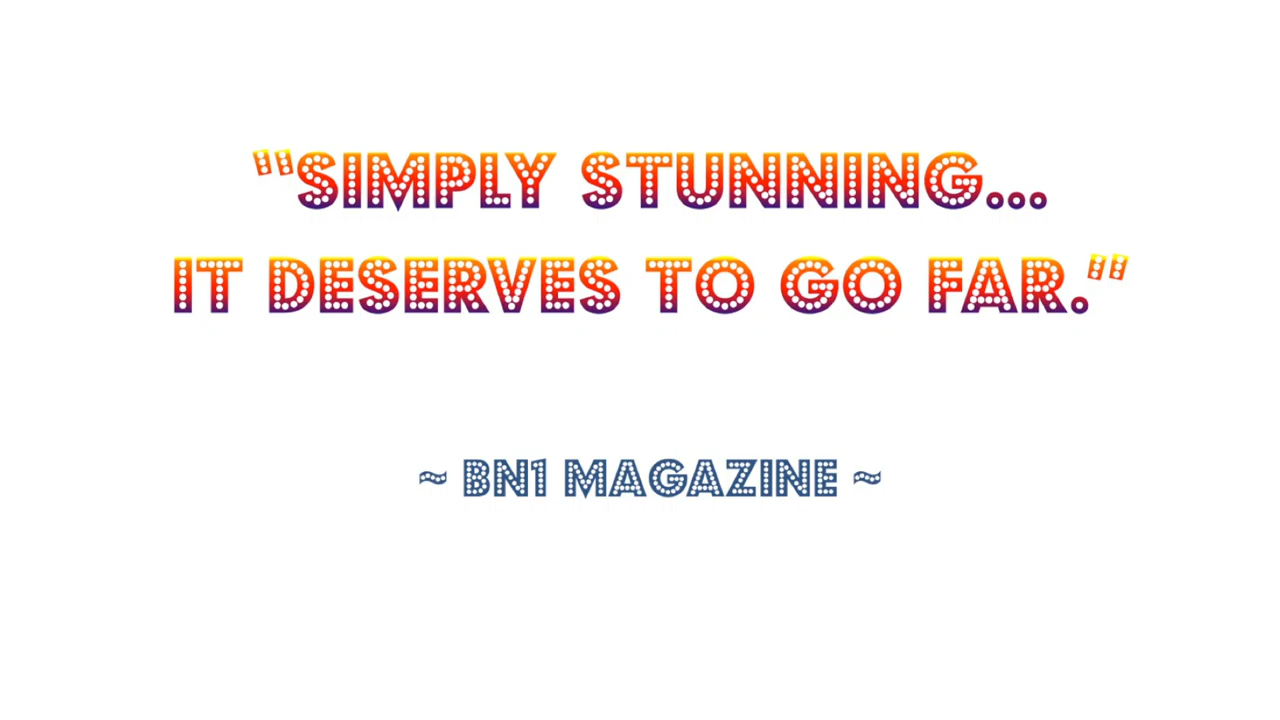 "SIMPLY STUNNING...
IT DESERVES TO GO FAR."
~ BN1 MAGAZINE ~